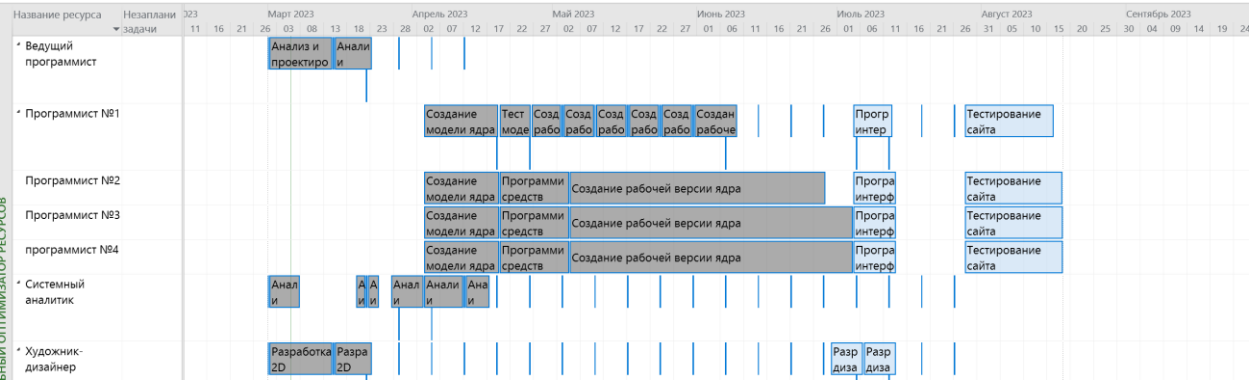 Название ресурса
Незаплани
задачи
023
Март 2023
Апрель 2023
Май 2023
Июнь 2023
Июль 2023
Август 2023
Сентябрь 2023
11 16 21 26 03 08 13 18 23 28 02 07 12 17 22 27 02 07 12 17 22 27 01 06 11 16 21 26 01 06 11 16 21 26 31 05 10 15 20 25 30 04 09 14 19 24
Ведущий
программист
Анализ и
проектиро
Анали
и
Программист №1
Создание
модели ядра
Тест
моде
Созд
рабо
Созд
рабо
Созд
рабо
Созд
рабо
Созд
рабо
Создан
рабоче
Прогр
интер
Тестирование
сайта
Программист №2
Создание
модели ядра
Программи
средств
Создание рабочей версии ядра
Програ
интерф
Тестирование
сайта
Программист №3
Создание
модели ядра
Программи
средств
Создание рабочей версии ядра
Програ
интерф
Тестирование
сайта
программист №4
Создание
модели ядра
Программи
средств
Создание рабочей версии ядра
Програ
интерф
Тестирование
сайта
Системный
аналитик
Анал
и
А
и
А
и
Анал
и
Анали
и
Ана
и
Художник-
дизайнер
Разработка
2D
Разра
2D
Разр
диза
Разр
диза
ЬНЫЙ ОПТИМИЗАТОР РЕСУРСОВ